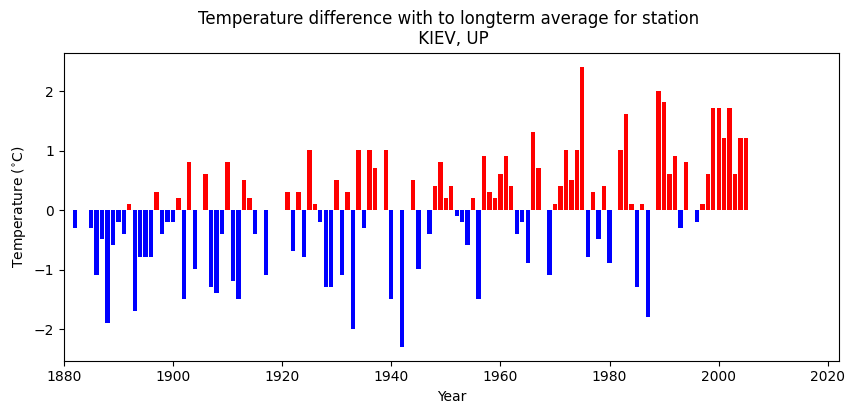 Temperature difference with to longterm average for station
KIEV, UP
Temperature (°C)
2
1
0
−1
−2
1880 1900 1920 1940 1960 1980 2000 2020
Year